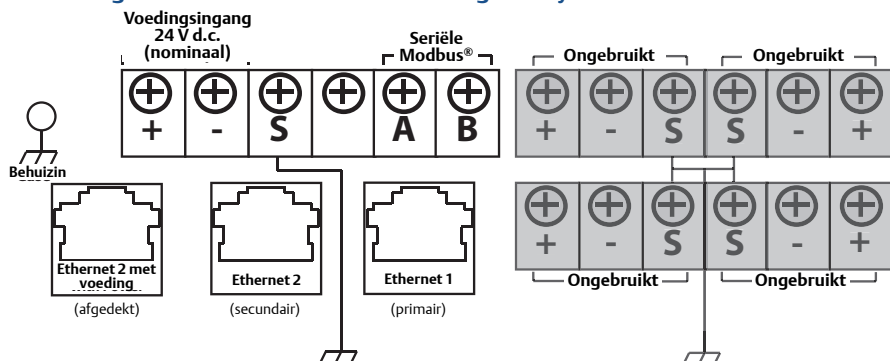 Voedingsingang
24 V d.c.
(nominaal)
Seriële
Modbus®
Ongebruikt
Ongebruikt
+ - S A B
+ - S S - +
Behuizin
+ - S S - +
Ethernet 2 met
voeding
Ethernet 2
Ethernet 1
Ongebruikt
Ongebruikt
(afgedekt)
(secundair)
(primair)